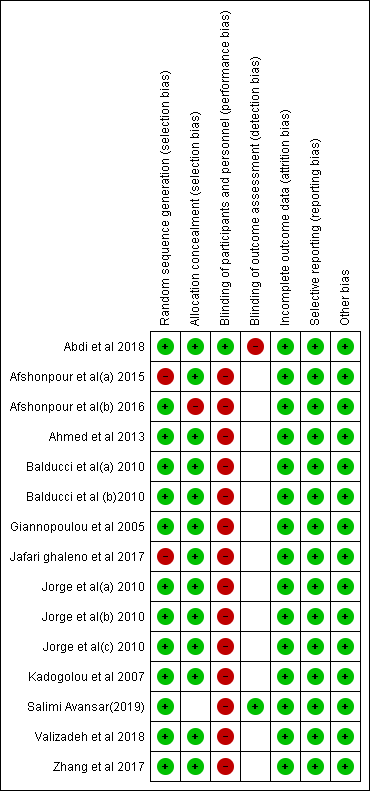 Random sequence generation (selection bias)
Allocation concealment (selection bias)
Blinding of participants and personnel (performance bias)
Blinding of outcome assessment (detection bias)
Incomplete outcome data (attrition bias)
Selective reporting (reporting bias)
Other bias
Abdi et al 2018 + + + - + + +
Afshonpour et al(a) 2015 - + - + + +
Afshonpour et al(b) 2016 + - - + + +
Ahmed et al 2013 + + - + + +
Balducci et al(a) 2010 + + - + + +
Balducci et al (b)2010 + + - + + +
Giannopoulou et al 2005 + + - + + +
Jafari ghaleno et al 2017 - + - + + +
Jorge et al(a) 2010 + + - + + +
Jorge et al(b) 2010 + + - + + +
Jorge et al(c) 2010 + + - + + +
Kadogolou et al 2007 + + - + + +
Salimi Avansar(2019) + - + + + +
Valizadeh et al 2018 + + - + + +
Zhang et al 2017 + + - + + +